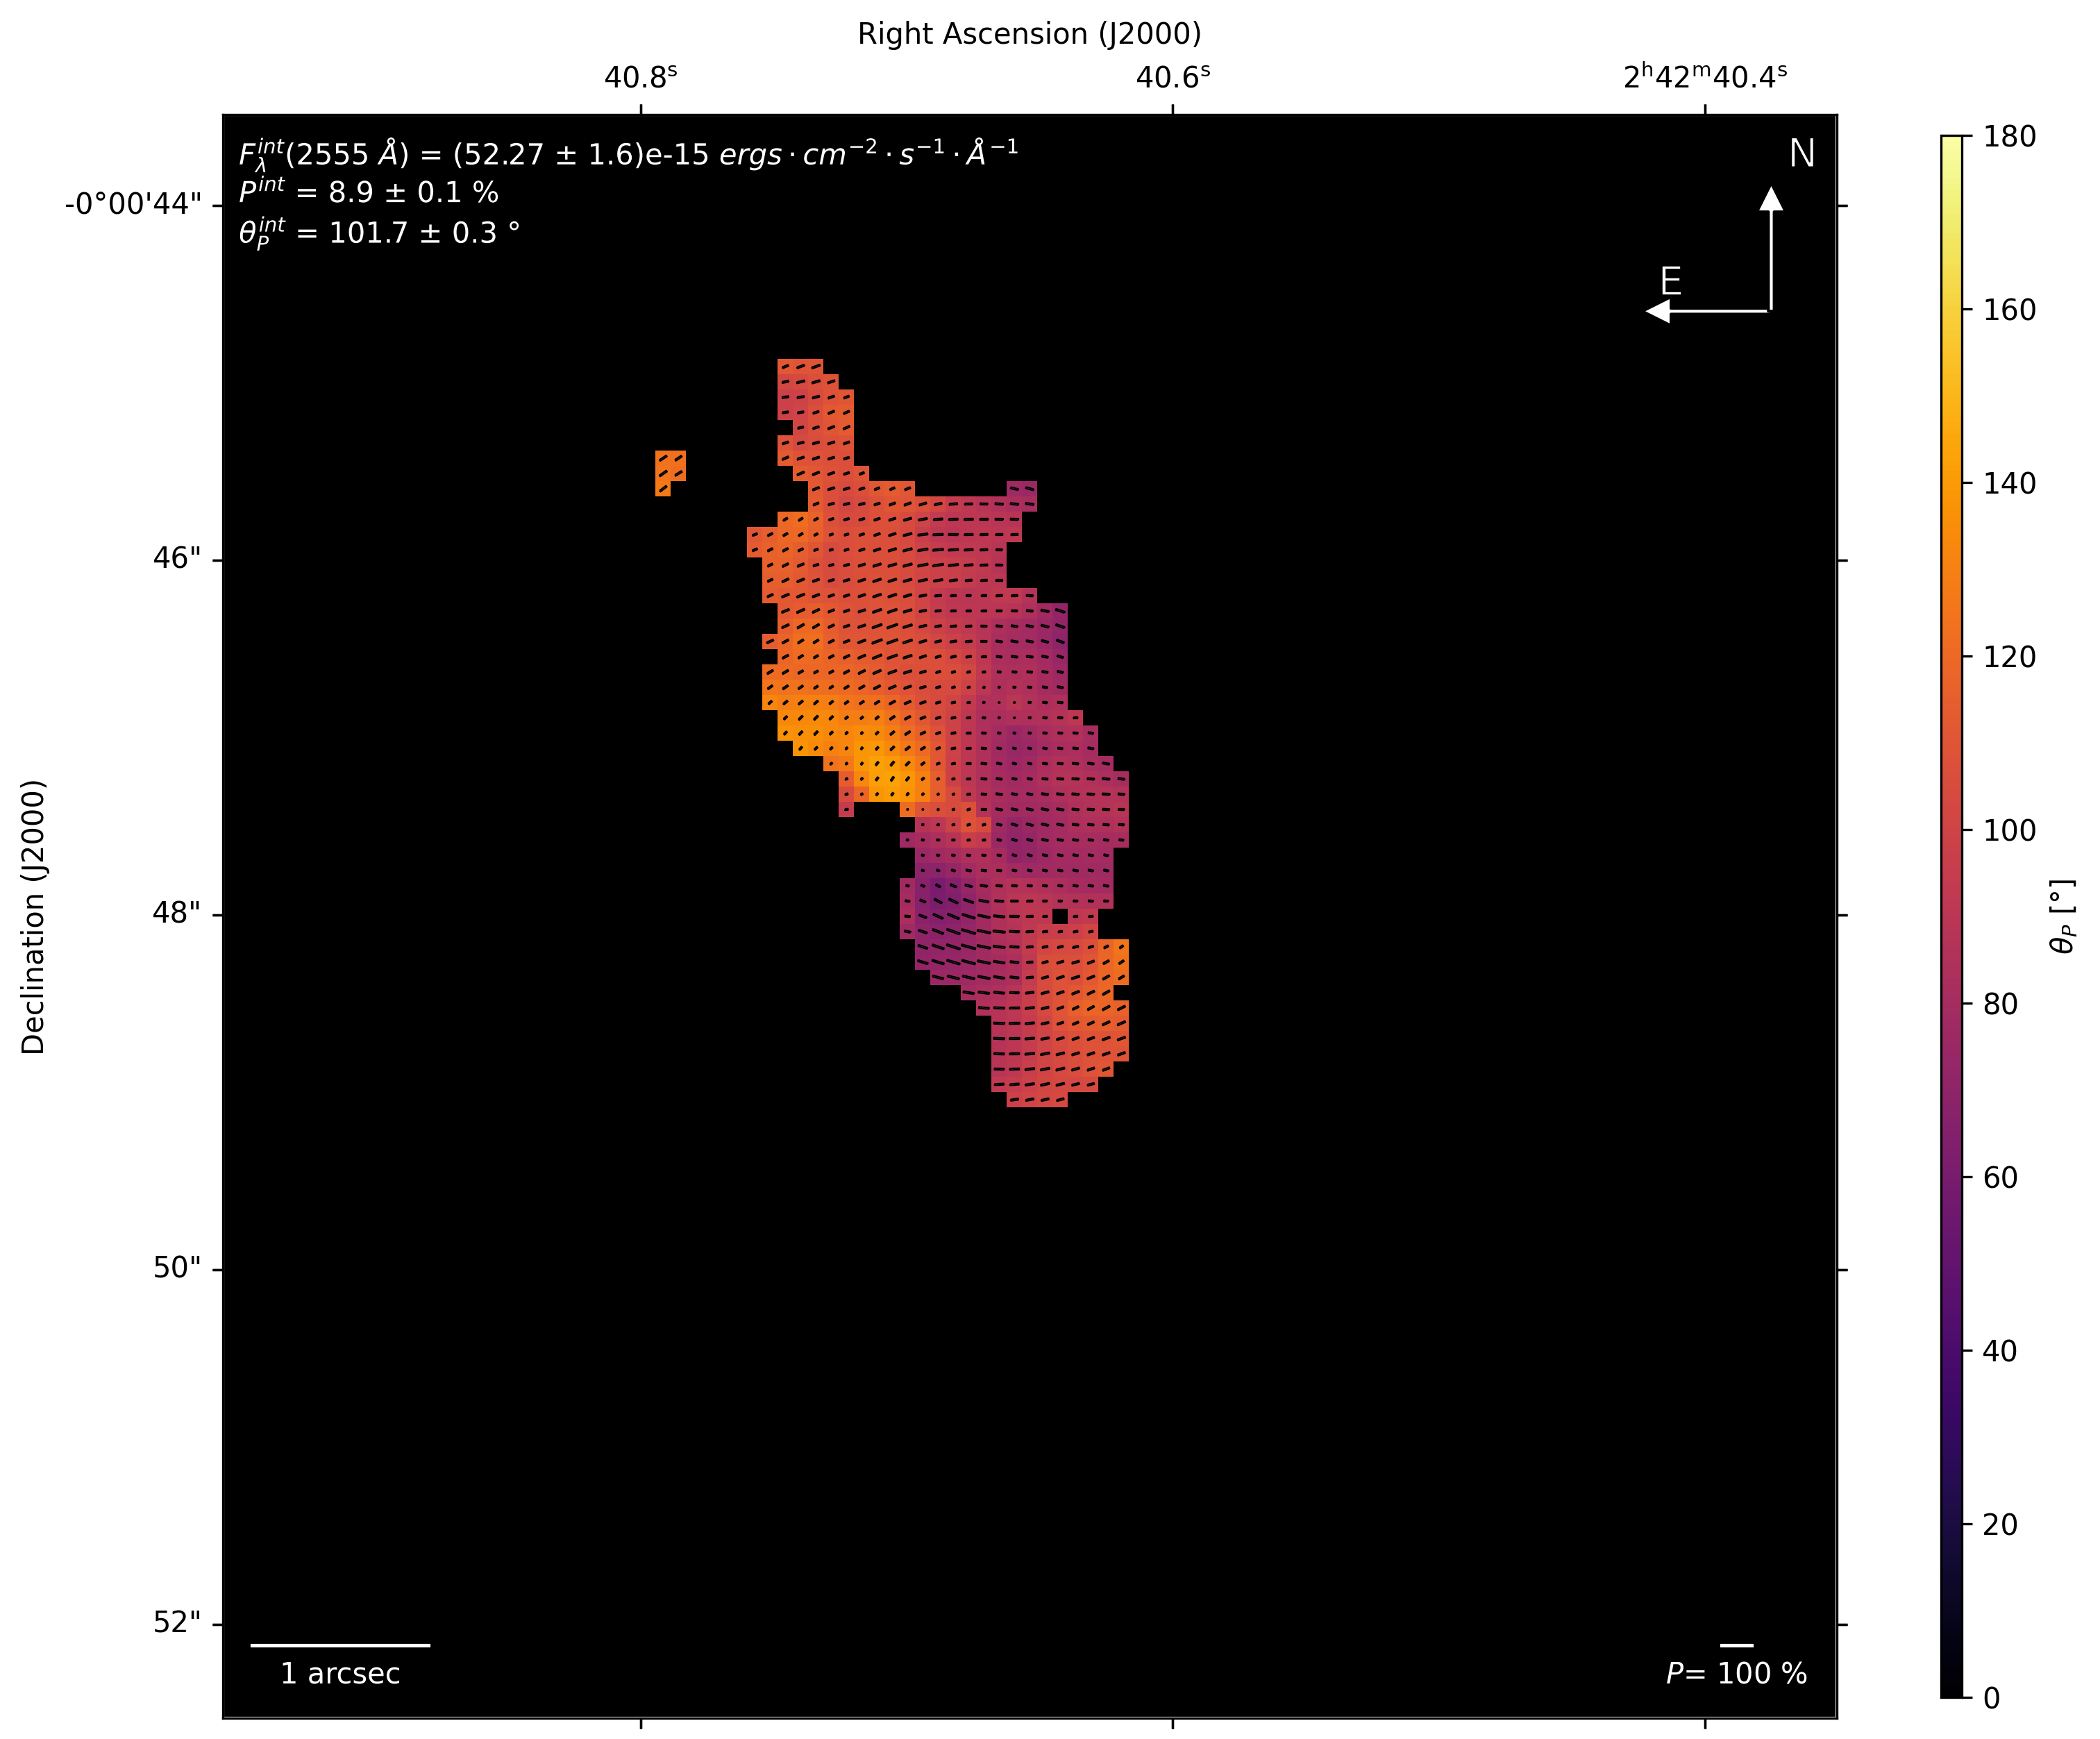 Right Ascension (J2000)
40.8ˢ 40.6ˢ 2ʰ42ᵐ40.4ˢ
F_λ^int(2555 Å) = (52.27 ± 1.6)e-15 ergs · cm⁻² · s⁻¹ · Å⁻¹
P^int = 8.9 ± 0.1 %
θ_P^int = 101.7 ± 0.3 °
N
E
-0°00'44"
46"
48"
50"
52"
Declination (J2000)
1 arcsec
P= 100 %
180
160
140
120
100
80
60
40
20
0
θ_P [°]